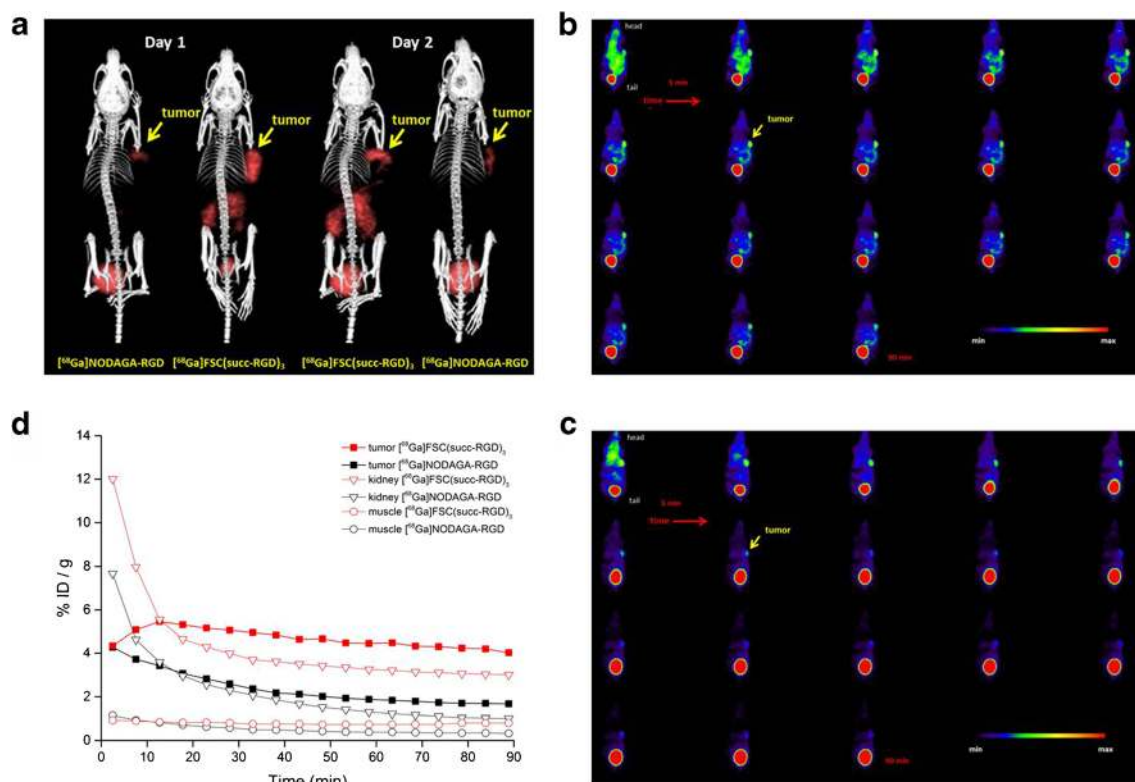 a
Day 1
Day 2
tumor
tumor
tumor
tumor
[⁶⁸Ga]NODAGA-RGD
[⁶⁸Ga]FSC(succ-RGD)₃
[⁶⁸Ga]FSC(succ-RGD)₃
[⁶⁸Ga]NODAGA-RGD
b
head
tail
5 min
time
tumor
90 min
min
max
d
% ID / g
14
12
10
8
6
4
2
0
0
10
20
30
40
50
60
70
80
90
Time (min)
tumor [⁶⁸Ga]FSC(succ-RGD)₃
tumor [⁶⁸Ga]NODAGA-RGD
kidney [⁶⁸Ga]FSC(succ-RGD)₃
kidney [⁶⁸Ga]NODAGA-RGD
muscle [⁶⁸Ga]FSC(succ-RGD)₃
muscle [⁶⁸Ga]NODAGA-RGD
c
head
tail
5 min
time
tumor
90 min
min
max